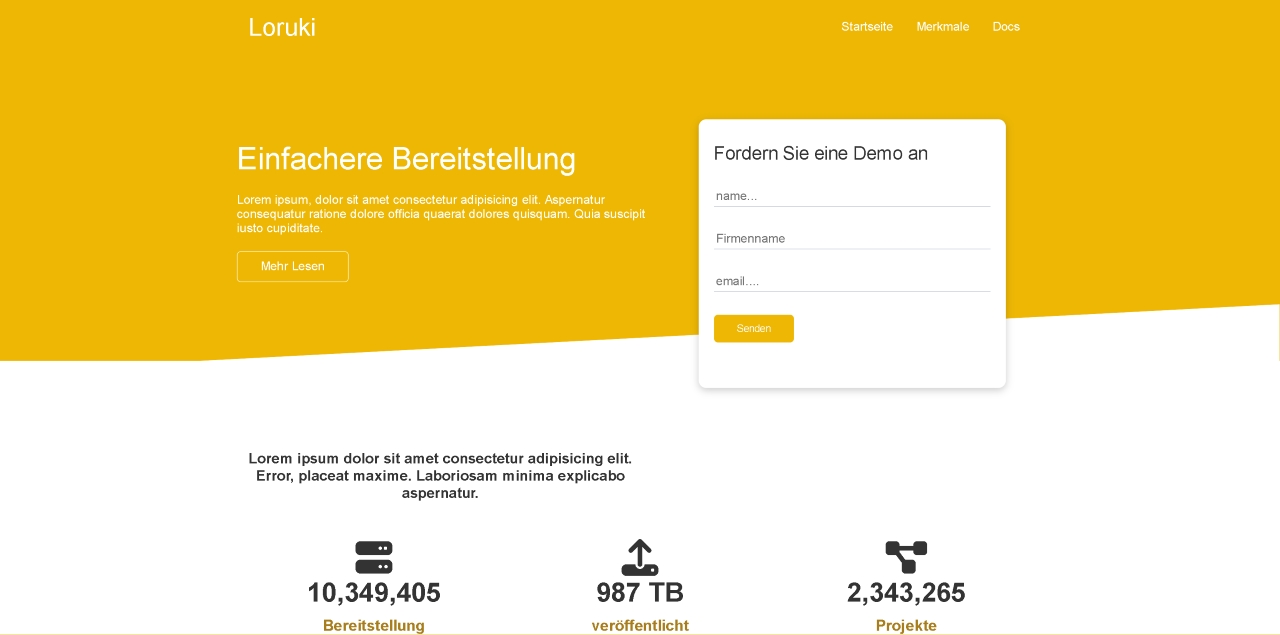 Loruki
Startseite Merkmale Docs
Einfachere Bereitstellung
Lorem ipsum, dolor sit amet consectetur adipisicing elit. Aspernatur
consequatur ratione dolore officia quaerat dolores quisquam. Quia suscipit
iusto cupiditate.
Mehr Lesen
Fordern Sie eine Demo an
name...
Firmenname
email....
Senden
Lorem ipsum dolor sit amet consectetur adipisicing elit.
Error, placeat maxime. Laboriosam minima explicabo
aspernatur.
10,349,405
Bereitstellung
987 TB
veröffentlicht
2,343,265
Projekte